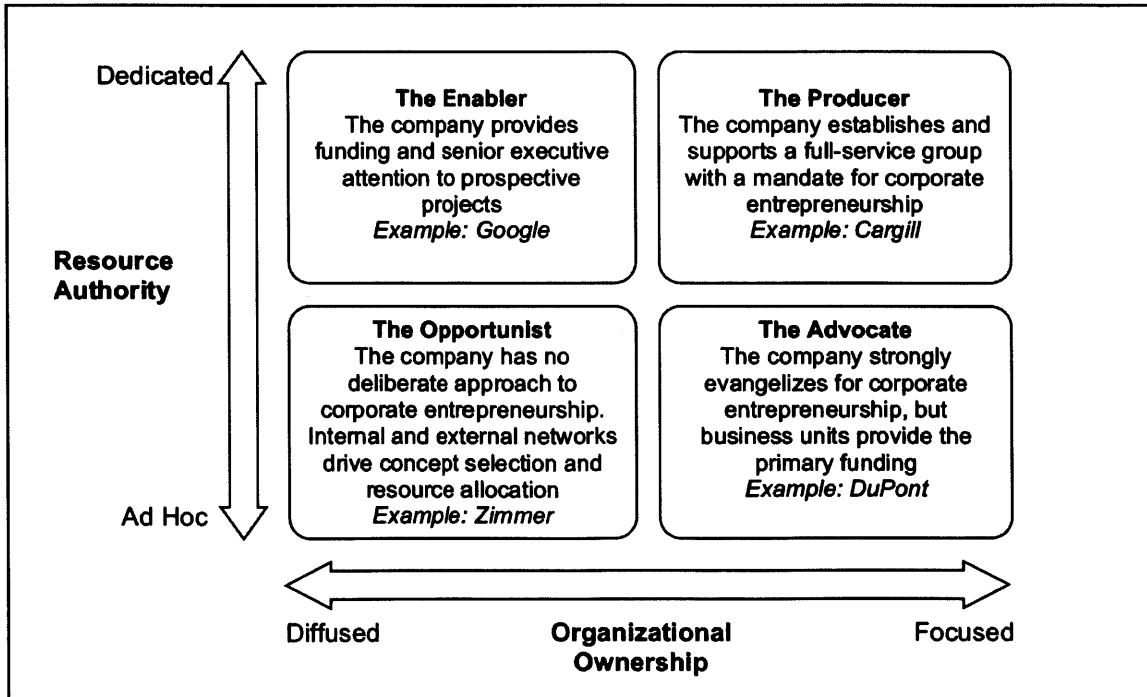 Dedicated
The Enabler
The company provides
funding and senior executive
attention to prospective
projects
Example: Google
The Producer
The company establishes and
supports a full-service group
with a mandate for corporate
entrepreneurship
Example: Cargill
Resource
Authority
The Opportunist
The company has no
deliberate approach to
corporate entrepreneurship.
Internal and external networks
drive concept selection and
resource allocation
Example: Zimmer
The Advocate
The company strongly
evangelizes for corporate
entrepreneurship, but
business units provide the
primary funding
Example: DuPont
Ad Hoc
Diffused
Organizational
Ownership
Focused